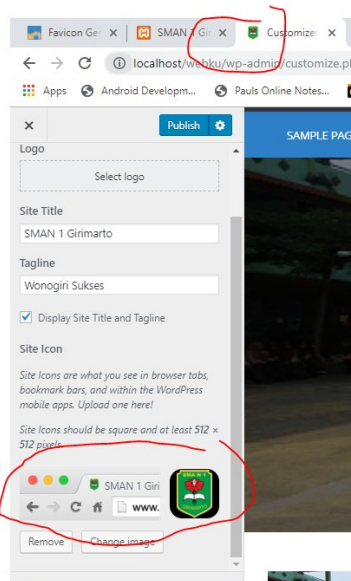 Favicon Ge
SMAN 1 Gi
Customize:
localhost/webku/wp-admin/customize.p
Apps
Android Developm...
Pauls Online Notes...
Publish
SAMPLE PAG
Logo
Select logo
Site Title
SMAN 1 Girimarto
Tagline
Wonogiri Sukses
Display Site Title and Tagline
Site Icon
Site Icons are what you see in browser tabs,
bookmark bars, and within the WordPress
mobile apps. Upload one here!
Site Icons should be square and at least 512 ×
512 pixels.
SMAN 1 Giri
www.
SMA N 1
GIRIMARTO
Remove
Change image